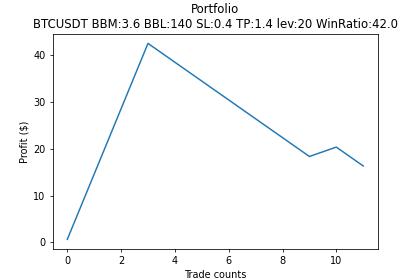 Portfolio
BTCUSDT BBM:3.6 BBL:140 SL:0.4 TP:1.4 lev:20 WinRatio:42.0
40
30
20
10
0
Profit ($)
0 2 4 6 8 10
Trade counts